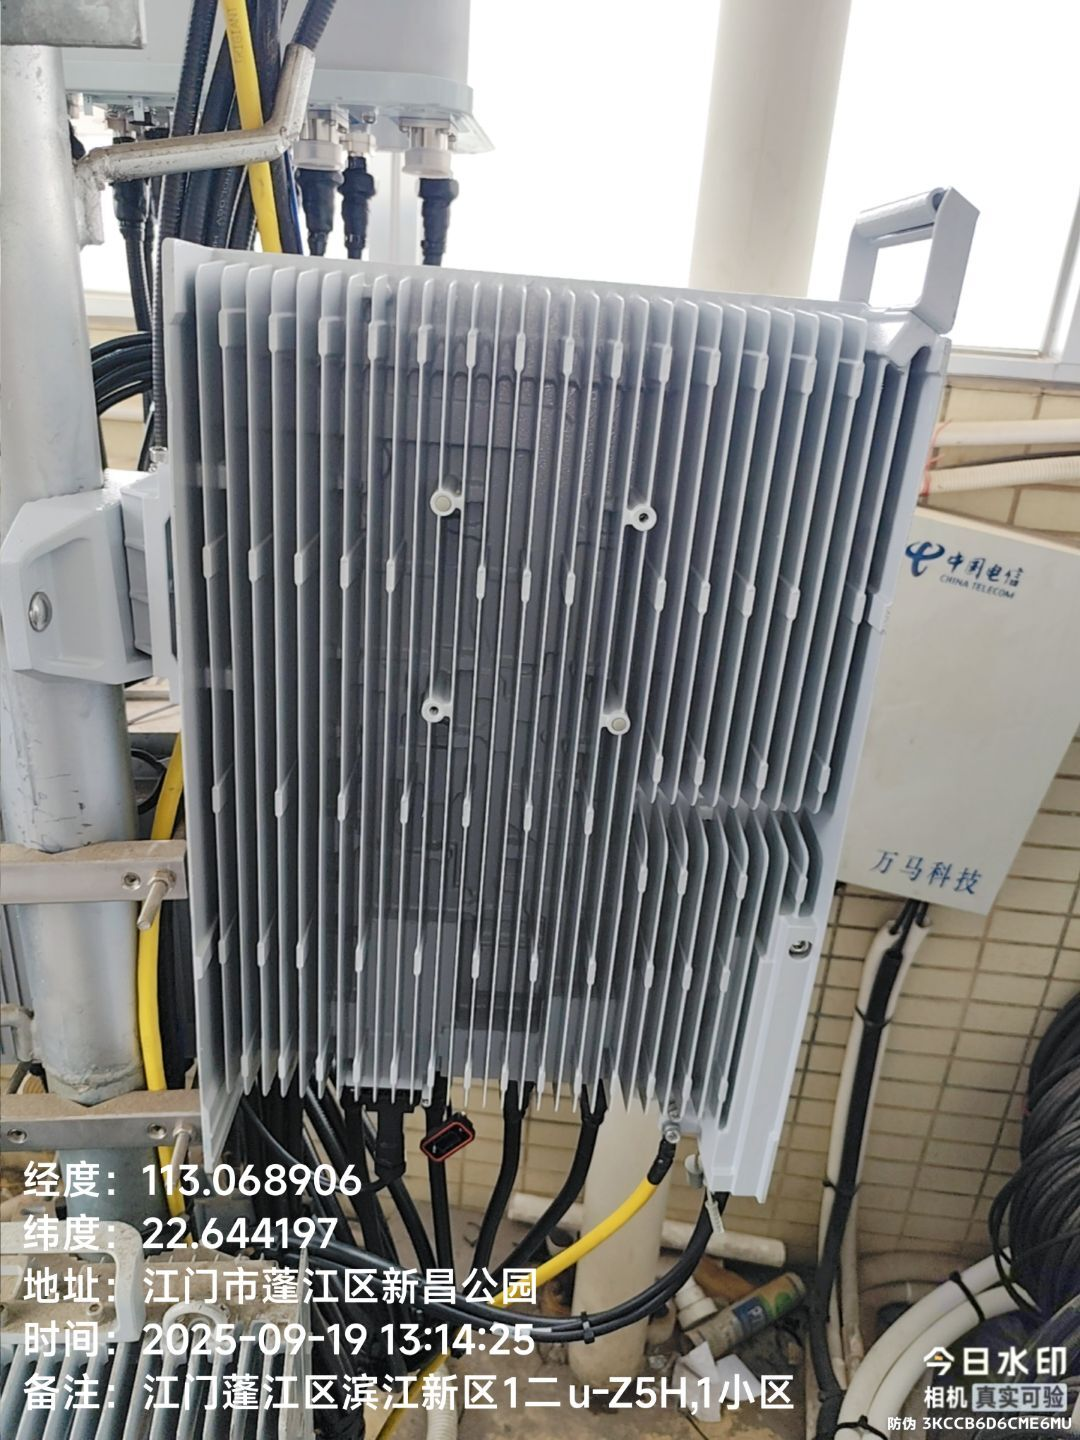 TRIGIANT
中国电信
CHINA TELECOM
万马科技
经度：113.068906
纬度：22.644197
地址：江门市蓬江区新昌公园
时间：2025-09-19 13:14:25
备注：江门蓬江区滨江新区1二u-Z5H,1小区
今日水印
相机 真实可验
防伪 3KCCB6D6CME6MU